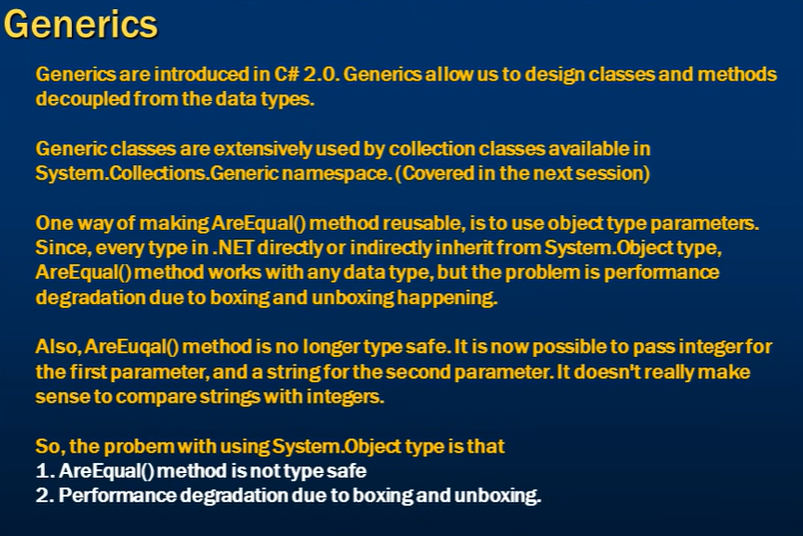 Generics
Generics are introduced in C# 2.0. Generics allow us to design classes and methods
decoupled from the data types.
Generic classes are extensively used by collection classes available in
System.Collections.Generic namespace. (Covered in the next session)
One way of making AreEqual() method reusable, is to use object type parameters.
Since, every type in .NET directly or indirectly inherit from System.Object type,
AreEqual() method works with any data type, but the problem is performance
degradation due to boxing and unboxing happening.
Also, AreEuqal() method is no longer type safe. It is now possible to pass integer for
the first parameter, and a string for the second parameter. It doesn't really make
sense to compare strings with integers.
So, the probem with using System.Object type is that
1. AreEqual() method is not type safe
2. Performance degradation due to boxing and unboxing.